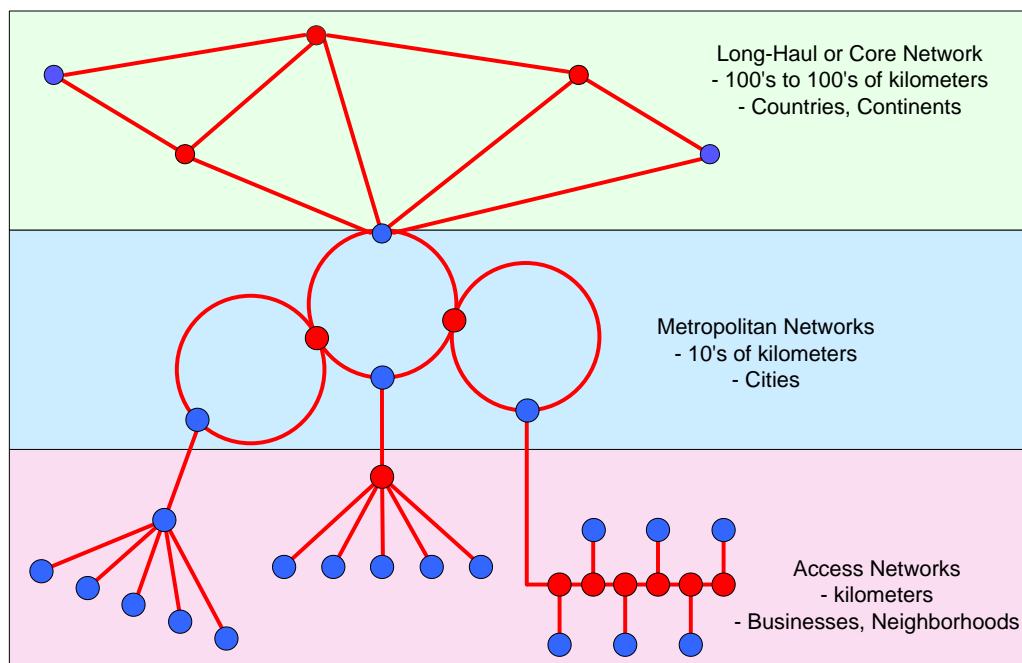 Long-Haul or Core Network
- 100's to 100's of kilometers
- Countries, Continents
Metropolitan Networks
- 10's of kilometers
- Cities
Access Networks
- kilometers
- Businesses, Neighborhoods